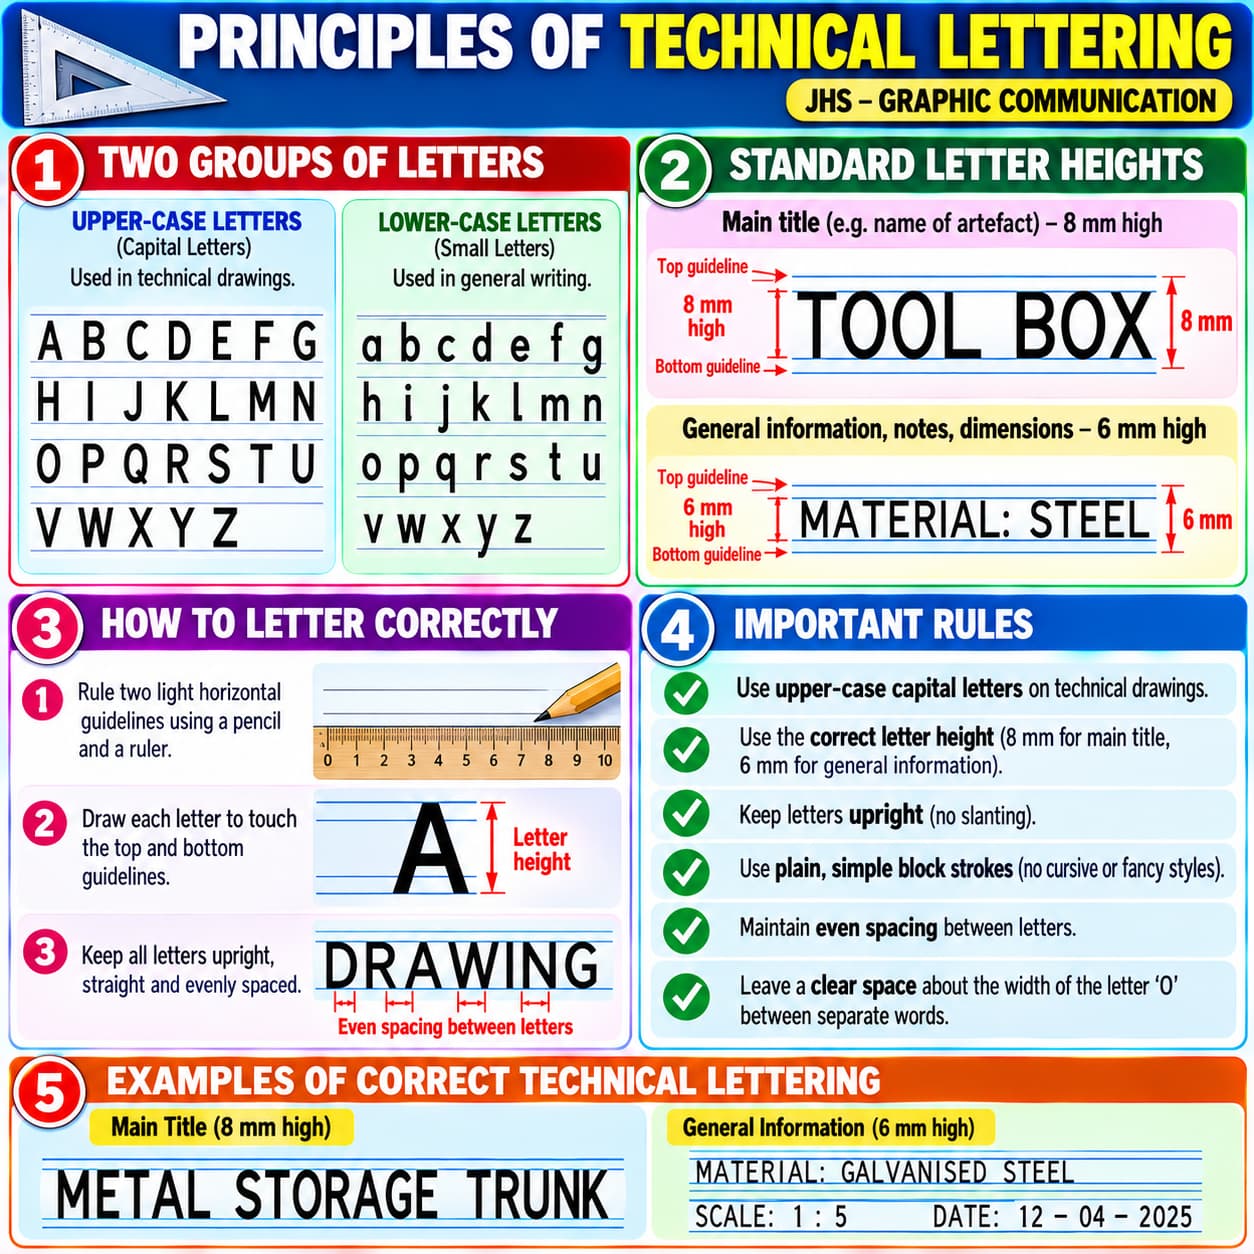 PRINCIPLES OF TECHNICAL LETTERING
JHS – GRAPHIC COMMUNICATION
1 TWO GROUPS OF LETTERS
UPPER-CASE LETTERS
(Capital Letters)
Used in technical drawings.
A B C D E F G
H I J K L M N
O P Q R S T U
V W X Y Z
LOWER-CASE LETTERS
(Small Letters)
Used in general writing.
a b c d e f g
h i j k l m n
o p q r s t u
v w x y z
2 STANDARD LETTER HEIGHTS
Main title (e.g. name of artefact) – 8 mm high
Top guideline
8 mm
high
Bottom guideline
TOOL BOX
8 mm
General information, notes, dimensions – 6 mm high
Top guideline
6 mm
high
Bottom guideline
MATERIAL: STEEL
6 mm
3 HOW TO LETTER CORRECTLY
1 Rule two light horizontal
guidelines using a pencil
and a ruler.
0 1 2 3 4 5 6 7 8 9 10
2 Draw each letter to touch
the top and bottom
guidelines.
A
Letter
height
3 Keep all letters upright,
straight and evenly spaced.
DRAWING
Even spacing between letters
4 IMPORTANT RULES
Use upper-case capital letters on technical drawings.
Use the correct letter height (8 mm for main title,
6 mm for general information).
Keep letters upright (no slanting).
Use plain, simple block strokes (no cursive or fancy styles).
Maintain even spacing between letters.
Leave a clear space about the width of the letter ‘O’
between separate words.
5 EXAMPLES OF CORRECT TECHNICAL LETTERING
Main Title (8 mm high)
METAL STORAGE TRUNK
General Information (6 mm high)
MATERIAL: GALVANISED STEEL
SCALE: 1 : 5 DATE: 12 – 04 – 2025